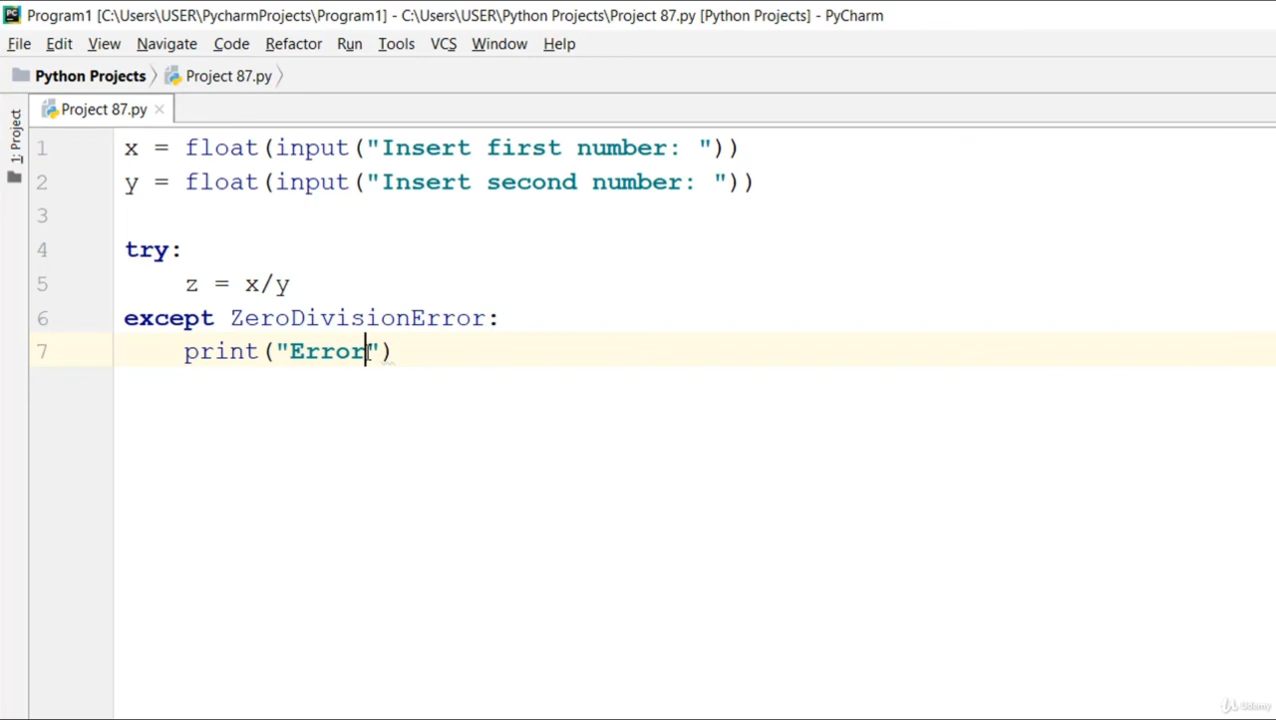 PC Program1 [C:\Users\USER\PycharmProjects\Program1] - C:\Users\USER\Python Projects\Project 87.py [Python Projects] - PyCharm
File Edit View Navigate Code Refactor Run Tools VCS Window Help
Python Projects Project 87.py
1: Project
Project 87.py
1 x = float(input("Insert first number: "))
2 y = float(input("Insert second number: "))
3
4 try:
5 z = x/y
6 except ZeroDivisionError:
7 print("Error")
Udemy